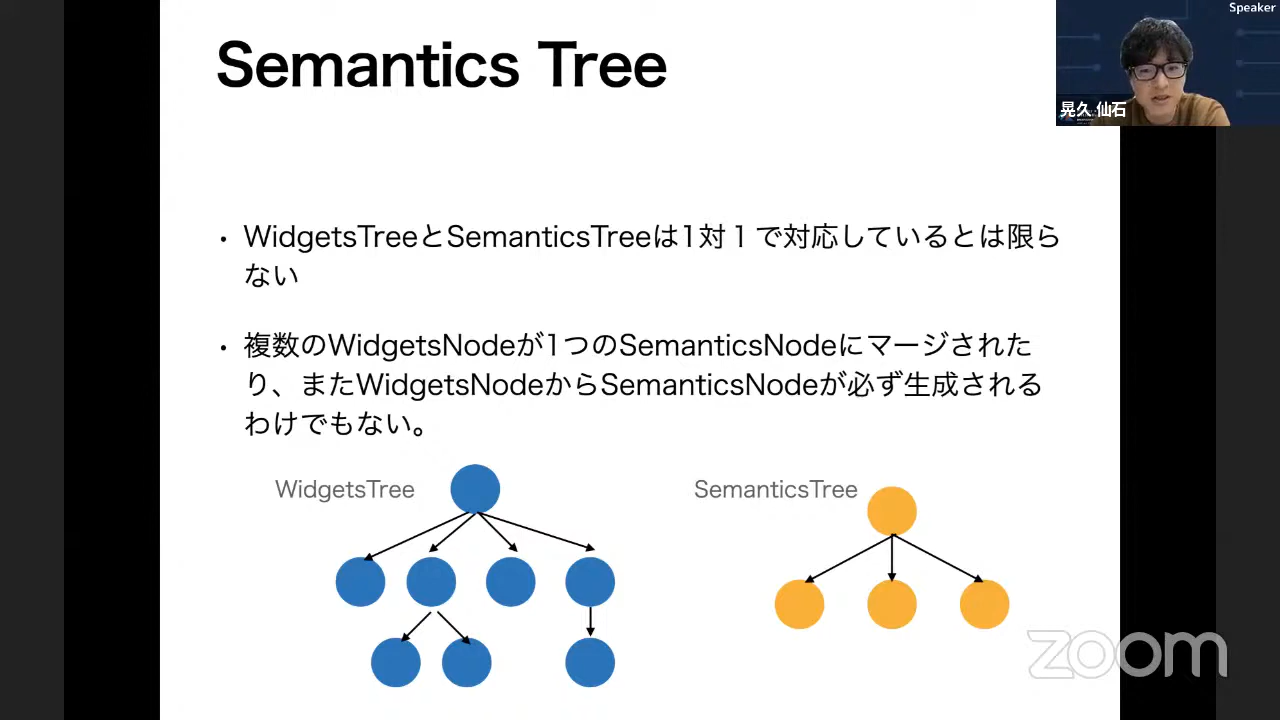 Semantics Tree
Speaker
晃久 仙石
・WidgetsTreeとSemanticsTreeは1対１で対応しているとは限ら
ない
・複数のWidgetsNodeが1つのSemanticsNodeにマージされた
り、またWidgetsNodeからSemanticsNodeが必ず生成される
わけでもない。
WidgetsTree
SemanticsTree
zoom